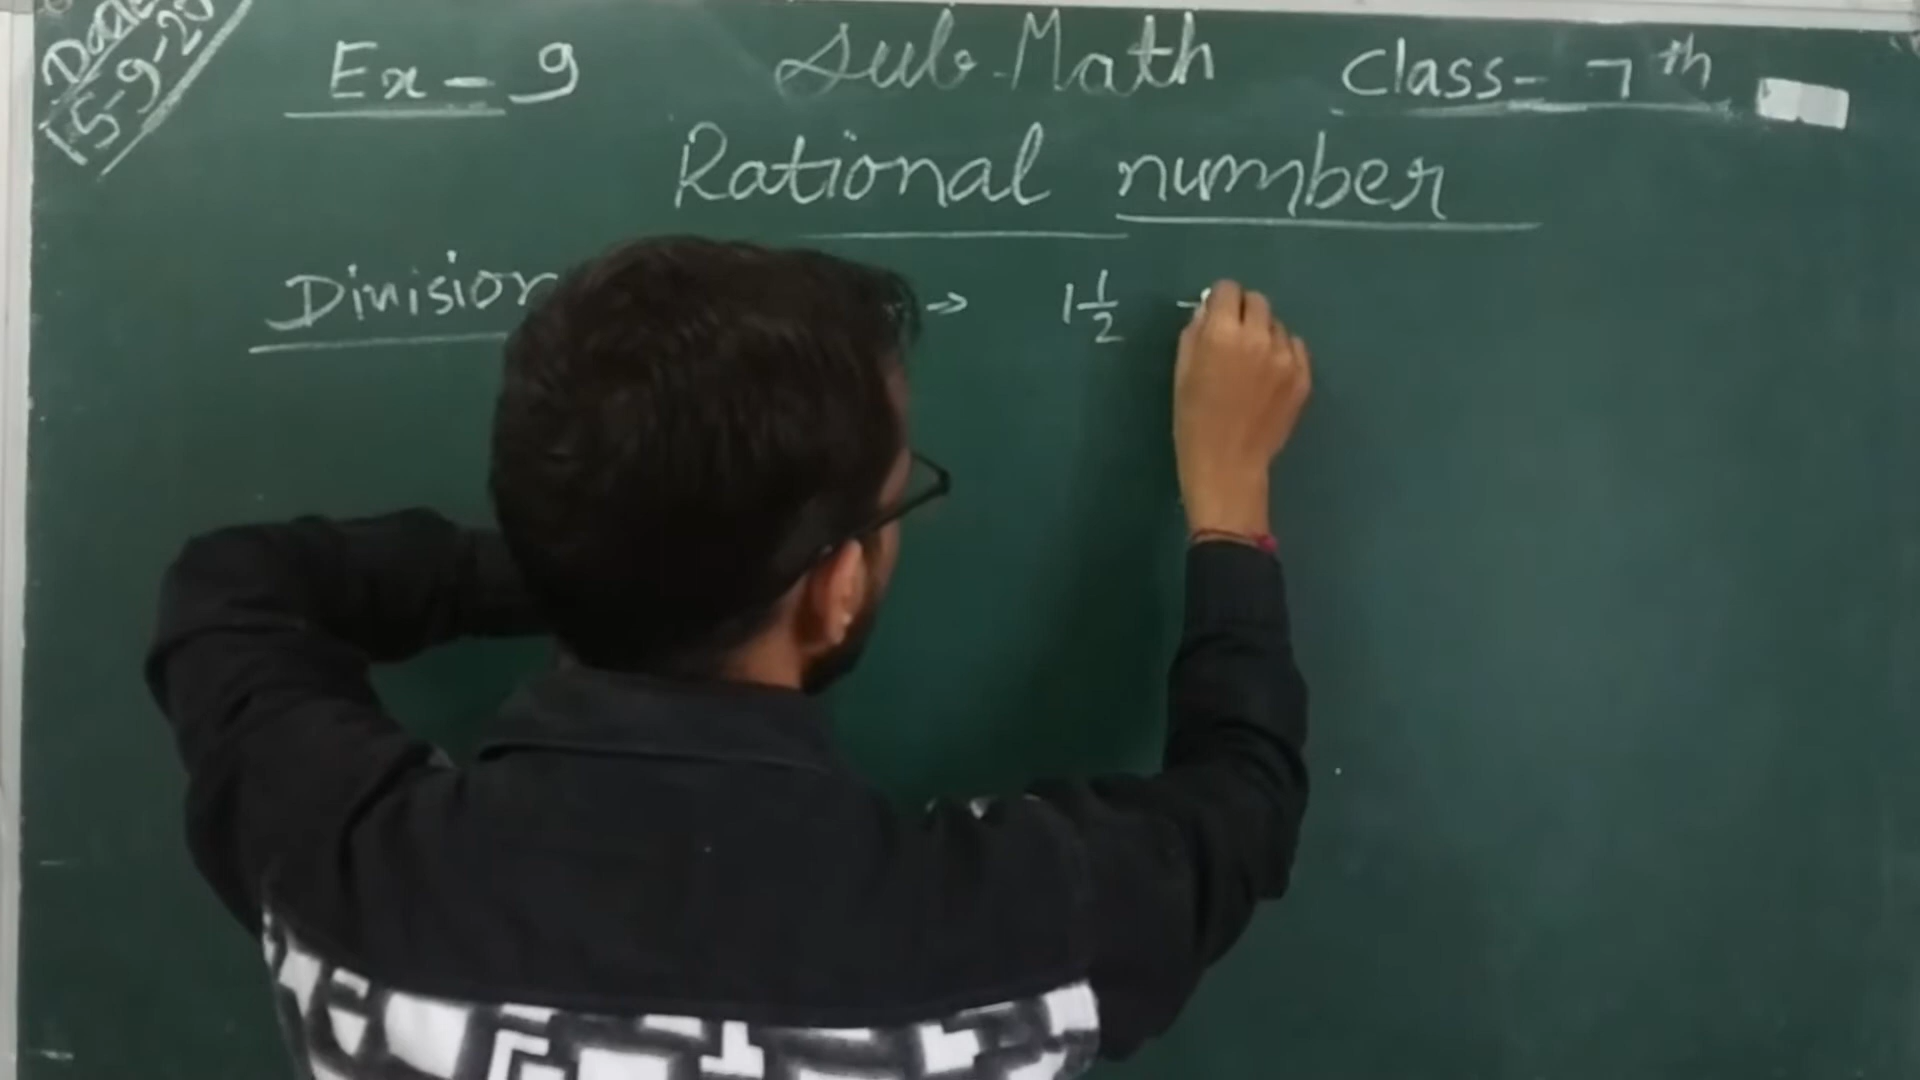 Date
15-9-20
Ex - 9 Sub-Math Class- 7th
Rational number
Division → 1 1/2